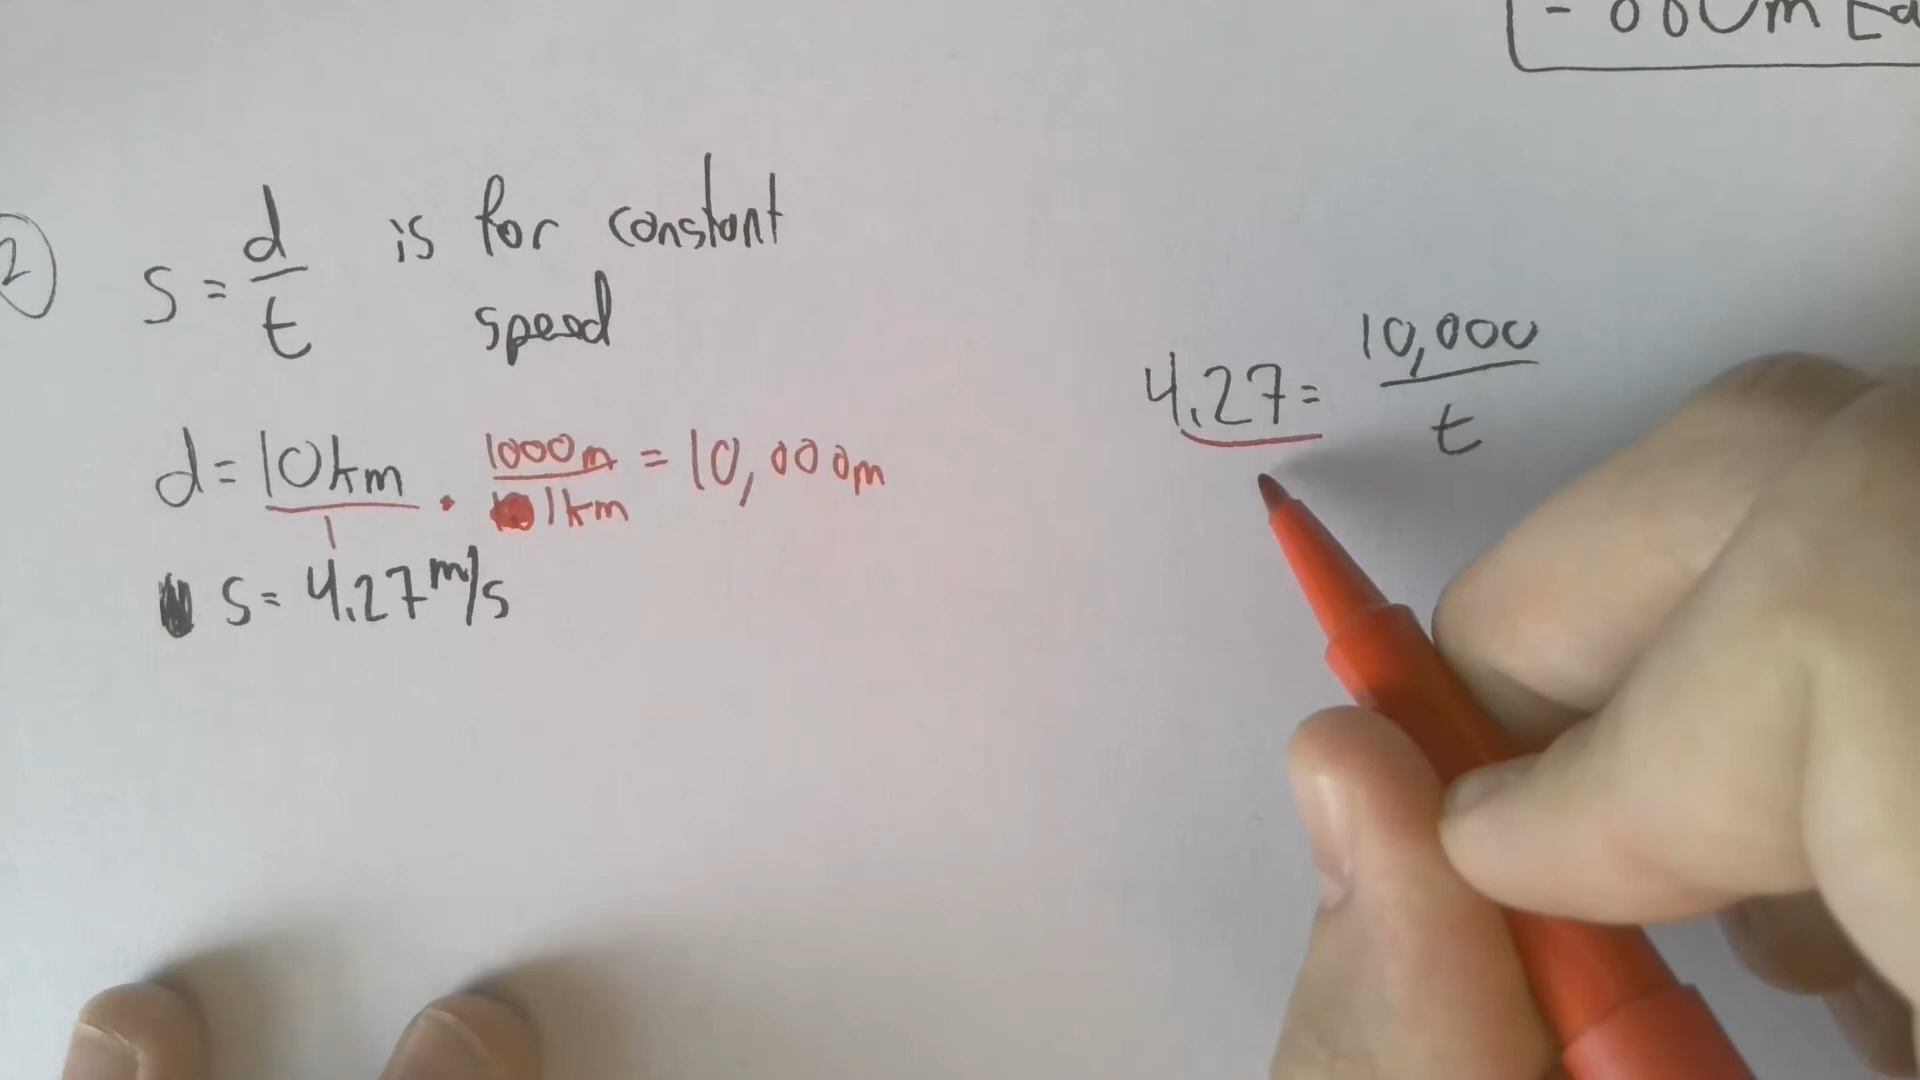 2
s = d/t is for constant
speed
d = 10km/1 · 1000m/1km = 10,000m
s = 4.27 m/s
4.27 = 10,000/t